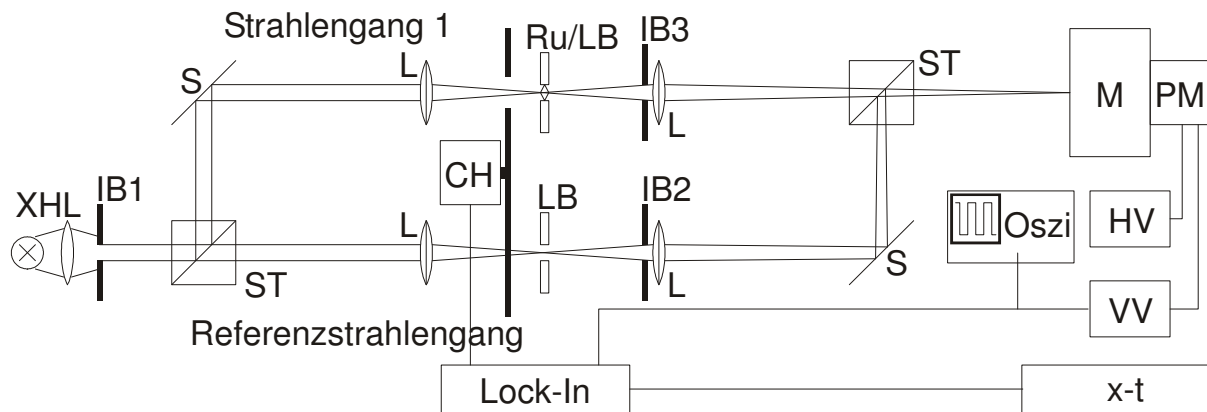 Strahlengang 1
Ru/LB
IB3
L
S
ST
L
M
PM
CH
IB1
LB
IB2
XHL
L
HV
Oszi
S
L
ST
VV
Referenzstrahlengang
Lock-In
x-t